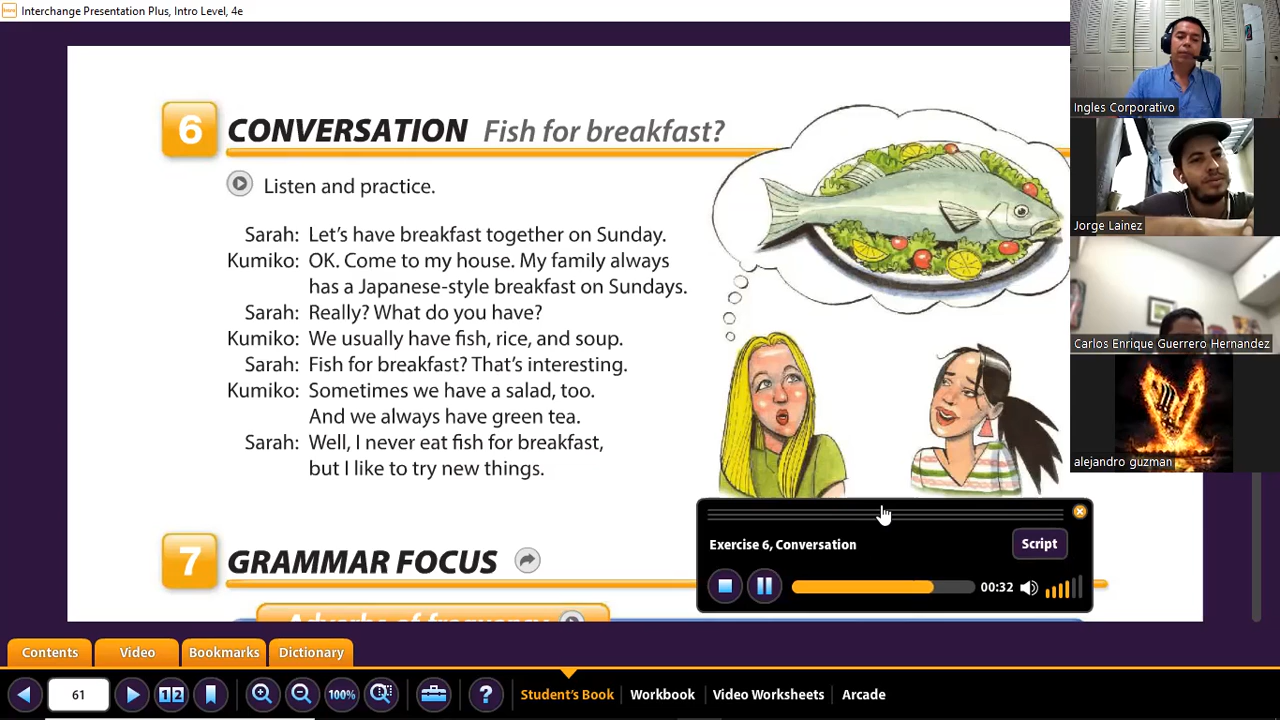 Interchange Presentation Plus, Intro Level, 4e
6 CONVERSATION Fish for breakfast?
Listen and practice.
Sarah: Let's have breakfast together on Sunday.
Kumiko: OK. Come to my house. My family always
has a Japanese-style breakfast on Sundays.
Sarah: Really? What do you have?
Kumiko: We usually have fish, rice, and soup.
Sarah: Fish for breakfast? That's interesting.
Kumiko: Sometimes we have a salad, too.
And we always have green tea.
Sarah: Well, I never eat fish for breakfast,
but I like to try new things.
7 GRAMMAR FOCUS
Adverbs of frequency
Exercise 6, Conversation
Script
00:32
Ingles Corporativo
Jorge Lainez
Carlos Enrique Guerrero Hernandez
alejandro guzman
Contents Video Bookmarks Dictionary
61 1 2 100% ? Student's Book Workbook Video Worksheets Arcade